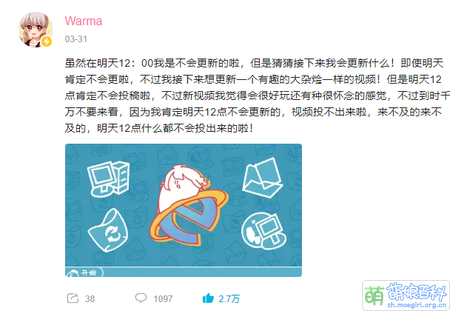 Warma
03-31
虽然在明天12：00我是不会更新的啦，但是猜猜接下来我会更新什么！即使明天
肯定不会更啦，不过我接下来想更新一个有趣的大杂烩一样的视频！但是明天12
点肯定不会投稿啦，不过新视频我觉得会很好玩还有种很怀念的感觉，不过到时千
万不要来看，因为我肯定明天12点不会更新的，视频投不出来啦，来不及的来不
及的，明天12点什么都不会投出来的啦！
开始
38
1097
2.7万
萌
萌娘百科
zh.moegirl.org.cn